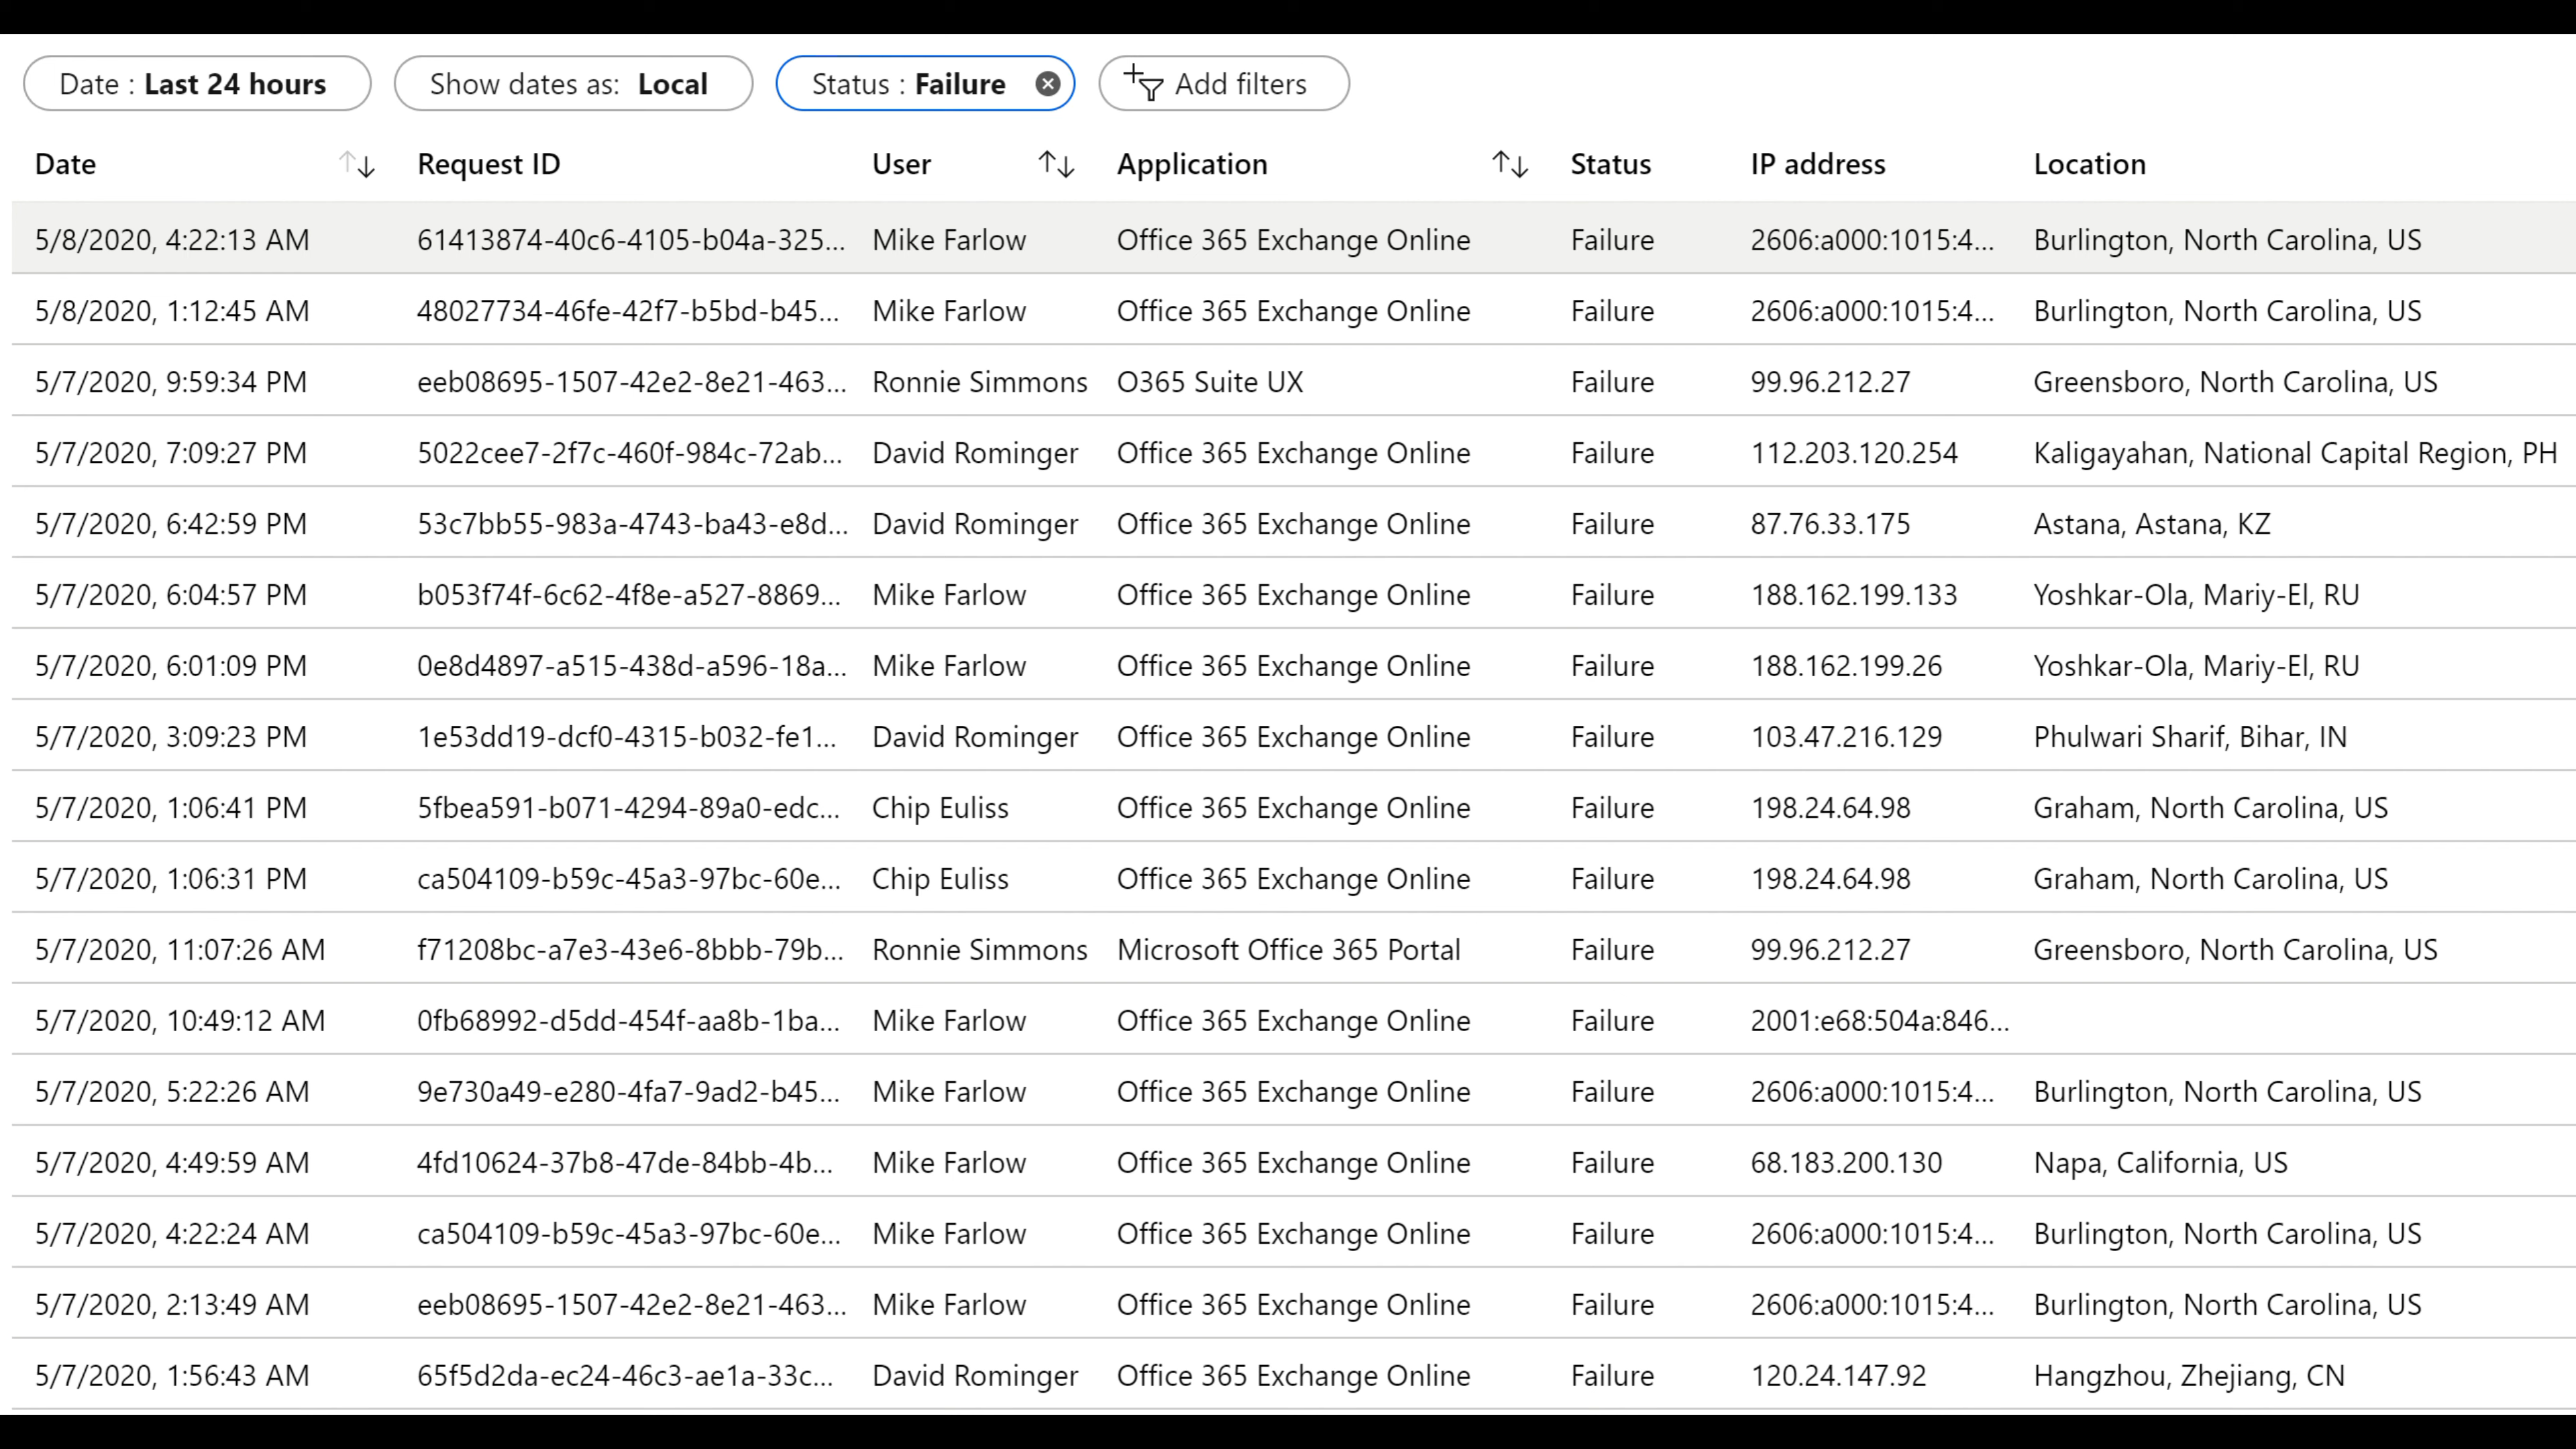 Date : Last 24 hours Show dates as: Local Status : Failure Add filters
Date Request ID User Application Status IP address Location
5/8/2020, 4:22:13 AM 61413874-40c6-4105-b04a-325... Mike Farlow Office 365 Exchange Online Failure 2606:a000:1015:4... Burlington, North Carolina, US
5/8/2020, 1:12:45 AM 48027734-46fe-42f7-b5bd-b45... Mike Farlow Office 365 Exchange Online Failure 2606:a000:1015:4... Burlington, North Carolina, US
5/7/2020, 9:59:34 PM eeb08695-1507-42e2-8e21-463... Ronnie Simmons O365 Suite UX Failure 99.96.212.27 Greensboro, North Carolina, US
5/7/2020, 7:09:27 PM 5022cee7-2f7c-460f-984c-72ab... David Rominger Office 365 Exchange Online Failure 112.203.120.254 Kaligayahan, National Capital Region, PH
5/7/2020, 6:42:59 PM 53c7bb55-983a-4743-ba43-e8d... David Rominger Office 365 Exchange Online Failure 87.76.33.175 Astana, Astana, KZ
5/7/2020, 6:04:57 PM b053f74f-6c62-4f8e-a527-8869... Mike Farlow Office 365 Exchange Online Failure 188.162.199.133 Yoshkar-Ola, Mariy-El, RU
5/7/2020, 6:01:09 PM 0e8d4897-a515-438d-a596-18a... Mike Farlow Office 365 Exchange Online Failure 188.162.199.26 Yoshkar-Ola, Mariy-El, RU
5/7/2020, 3:09:23 PM 1e53dd19-dcf0-4315-b032-fe1... David Rominger Office 365 Exchange Online Failure 103.47.216.129 Phulwari Sharif, Bihar, IN
5/7/2020, 1:06:41 PM 5fbea591-b071-4294-89a0-edc... Chip Euliss Office 365 Exchange Online Failure 198.24.64.98 Graham, North Carolina, US
5/7/2020, 1:06:31 PM ca504109-b59c-45a3-97bc-60e... Chip Euliss Office 365 Exchange Online Failure 198.24.64.98 Graham, North Carolina, US
5/7/2020, 11:07:26 AM f71208bc-a7e3-43e6-8bbb-79b... Ronnie Simmons Microsoft Office 365 Portal Failure 99.96.212.27 Greensboro, North Carolina, US
5/7/2020, 10:49:12 AM 0fb68992-d5dd-454f-aa8b-1ba... Mike Farlow Office 365 Exchange Online Failure 2001:e68:504a:846...
5/7/2020, 5:22:26 AM 9e730a49-e280-4fa7-9ad2-b45... Mike Farlow Office 365 Exchange Online Failure 2606:a000:1015:4... Burlington, North Carolina, US
5/7/2020, 4:49:59 AM 4fd10624-37b8-47de-84bb-4b... Mike Farlow Office 365 Exchange Online Failure 68.183.200.130 Napa, California, US
5/7/2020, 4:22:24 AM ca504109-b59c-45a3-97bc-60e... Mike Farlow Office 365 Exchange Online Failure 2606:a000:1015:4... Burlington, North Carolina, US
5/7/2020, 2:13:49 AM eeb08695-1507-42e2-8e21-463... Mike Farlow Office 365 Exchange Online Failure 2606:a000:1015:4... Burlington, North Carolina, US
5/7/2020, 1:56:43 AM 65f5d2da-ec24-46c3-ae1a-33c... David Rominger Office 365 Exchange Online Failure 120.24.147.92 Hangzhou, Zhejiang, CN